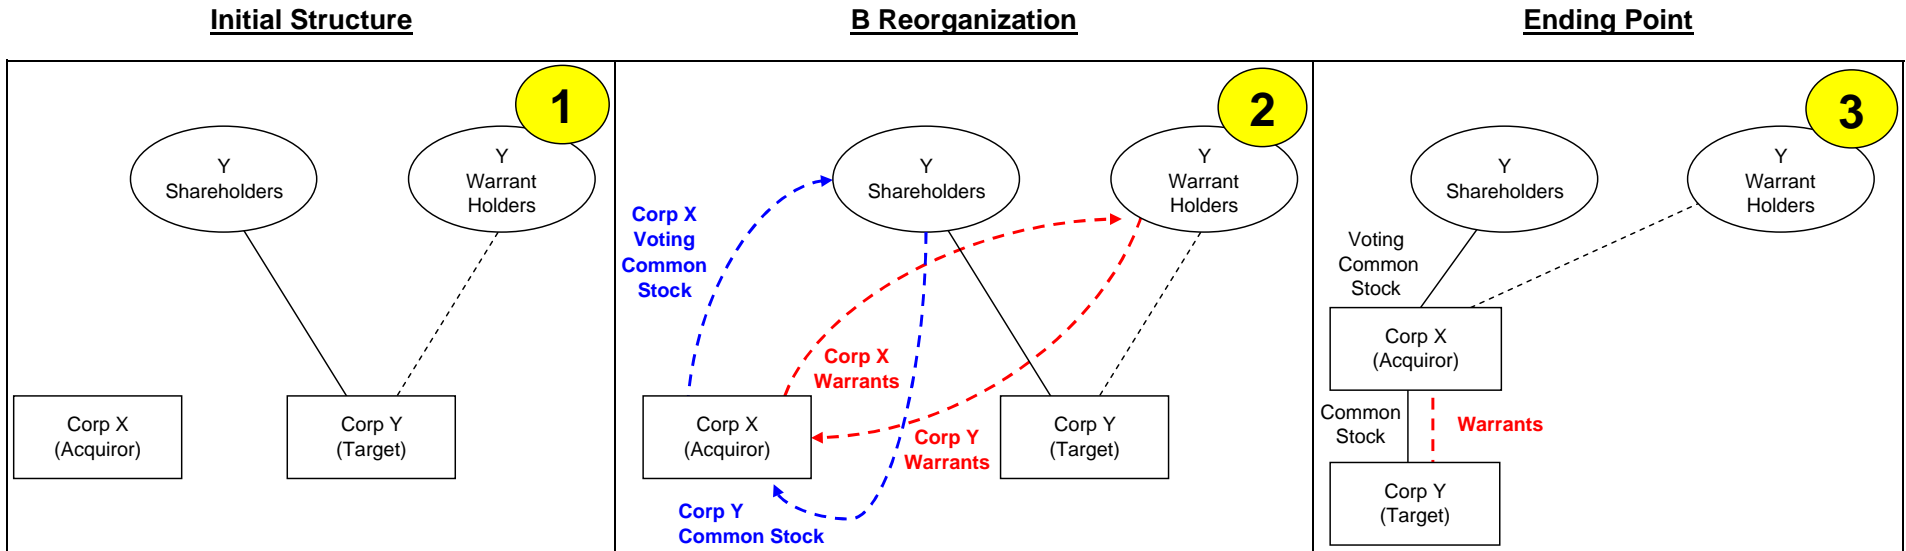 Initial Structure
B Reorganization
Ending Point
1
Y
Shareholders
Y
Warrant
Holders
Corp X
(Acquiror)
Corp Y
(Target)
2
Y
Shareholders
Y
Warrant
Holders
Corp X
Voting
Common
Stock
Corp X
Warrants
Corp X
(Acquiror)
Corp Y
Warrants
Corp Y
(Target)
Corp Y
Common Stock
3
Y
Shareholders
Y
Warrant
Holders
Voting
Common
Stock
Corp X
(Acquiror)
Common
Stock
Warrants
Corp Y
(Target)